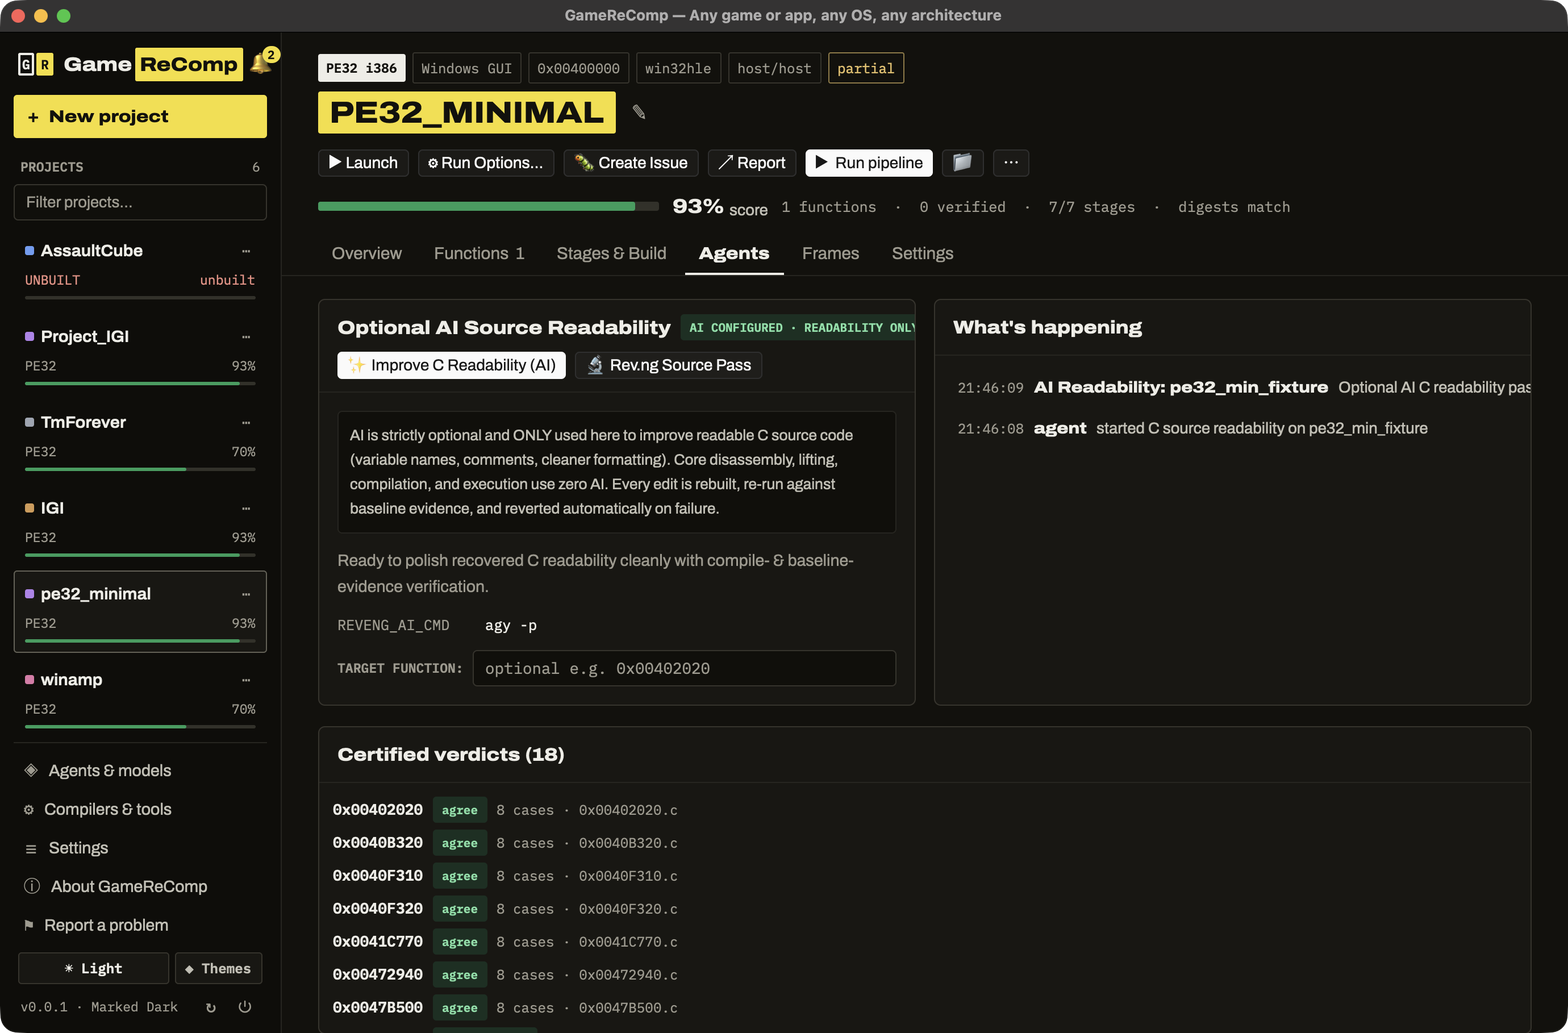 GameReComp — Any game or app, any OS, any architecture
GR Game ReComp 2
+ New project
PROJECTS 6
Filter projects...
AssaultCube ...
UNBUILT unbuilt
Project_IGI ...
PE32 93%
TmForever ...
PE32 70%
IGI ...
PE32 93%
pe32_minimal ...
PE32 93%
winamp ...
PE32 70%
Agents & models
Compilers & tools
Settings
About GameReComp
Report a problem
Light Themes
v0.0.1 · Marked Dark
PE32 i386 Windows GUI 0x00400000 win32hle host/host partial
PE32_MINIMAL
Launch Run Options... Create Issue Report Run pipeline ...
93% score 1 functions · 0 verified · 7/7 stages · digests match
Overview Functions 1 Stages & Build Agents Frames Settings
Optional AI Source Readability AI CONFIGURED · READABILITY ONLY
Improve C Readability (AI) Rev.ng Source Pass
AI is strictly optional and ONLY used here to improve readable C source code
(variable names, comments, cleaner formatting). Core disassembly, lifting,
compilation, and execution use zero AI. Every edit is rebuilt, re-run against
baseline evidence, and reverted automatically on failure.
Ready to polish recovered C readability cleanly with compile- & baseline-
evidence verification.
REVENG_AI_CMD agy -p
TARGET FUNCTION: optional e.g. 0x00402020
What's happening
21:46:09 AI Readability: pe32_min_fixture Optional AI C readability pas
21:46:08 agent started C source readability on pe32_min_fixture
Certified verdicts (18)
0x00402020 agree 8 cases · 0x00402020.c
0x0040B320 agree 8 cases · 0x0040B320.c
0x0040F310 agree 8 cases · 0x0040F310.c
0x0040F320 agree 8 cases · 0x0040F320.c
0x0041C770 agree 8 cases · 0x0041C770.c
0x00472940 agree 8 cases · 0x00472940.c
0x0047B500 agree 8 cases · 0x0047B500.c